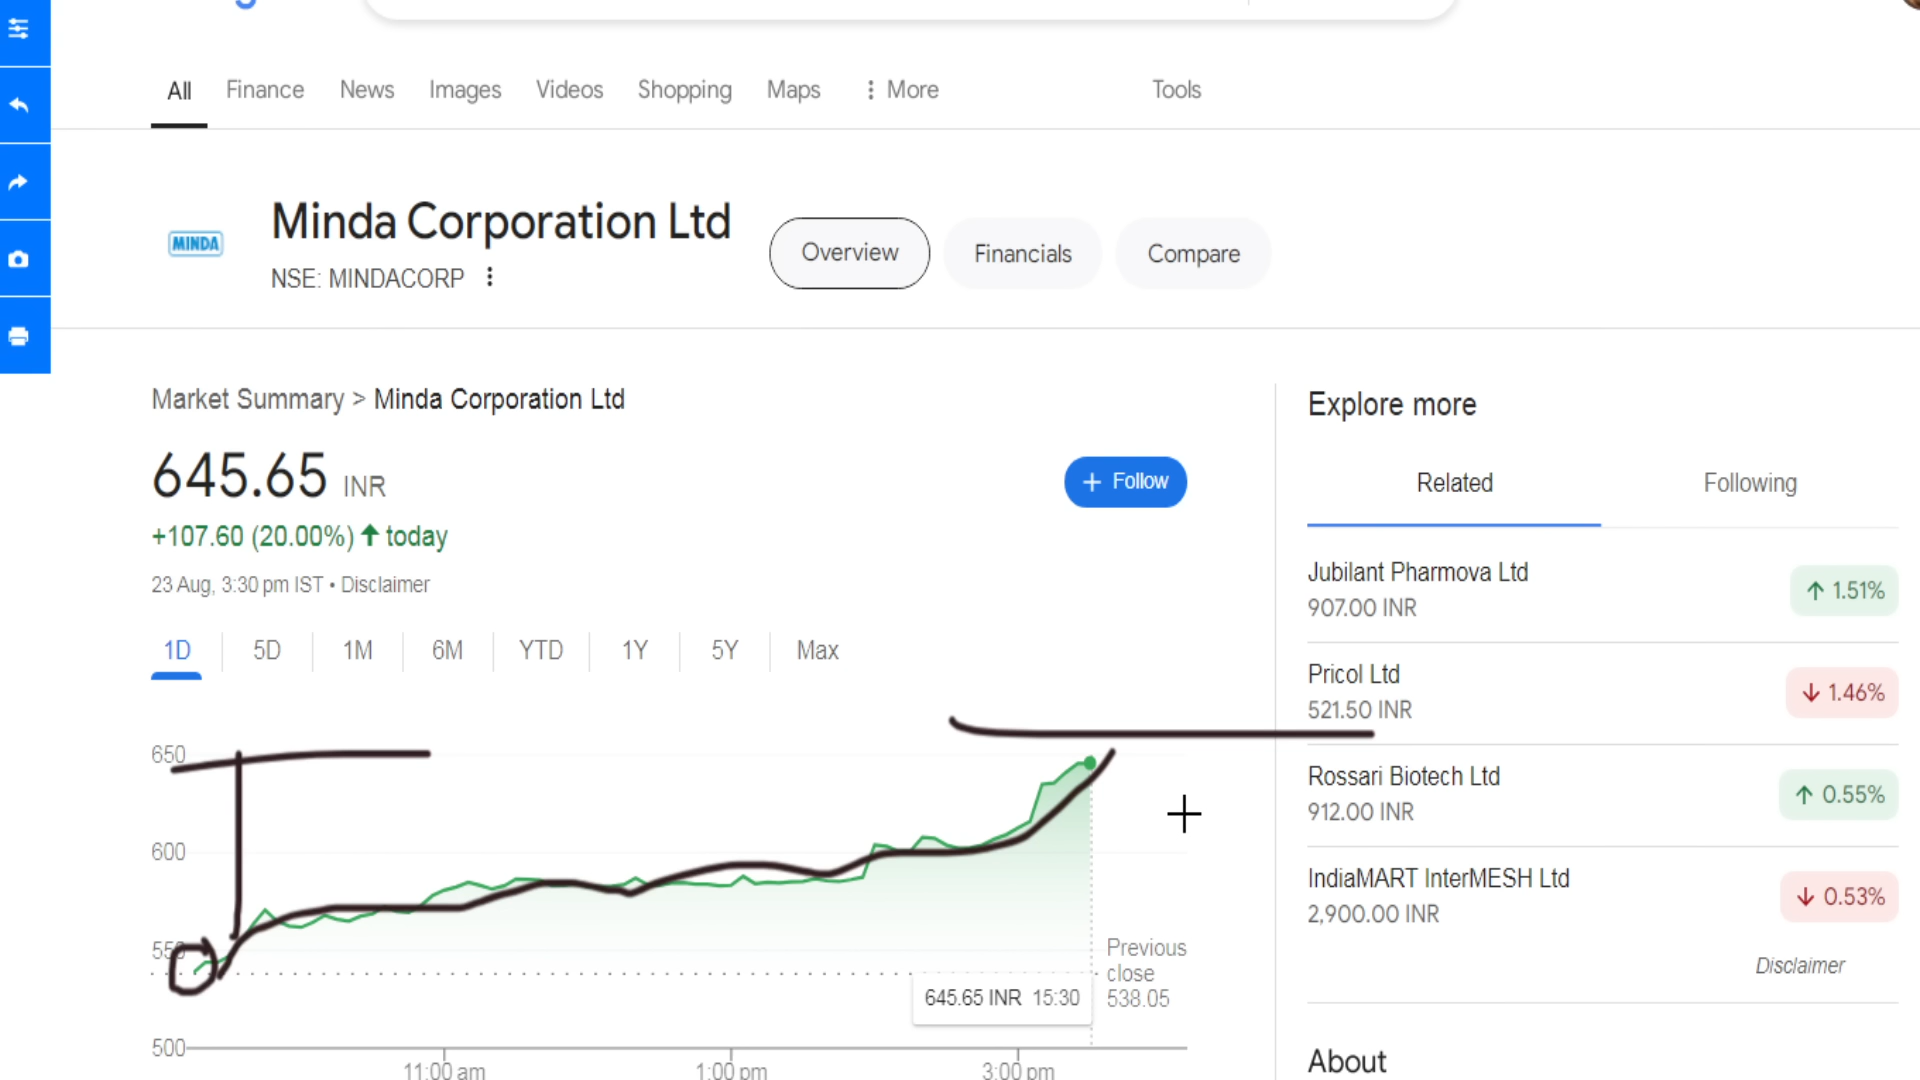 All Finance News Images Videos Shopping Maps More Tools
MINDA
Minda Corporation Ltd
NSE: MINDACORP
Overview Financials Compare
Market Summary > Minda Corporation Ltd
645.65 INR
+ Follow
+107.60 (20.00%) today
23 Aug, 3:30 pm IST • Disclaimer
1D 5D 1M 6M YTD 1Y 5Y Max
650
600
550
500
11:00 am 1:00 pm 3:00 pm
645.65 INR 15:30
Previous
close
538.05
Explore more
Related Following
Jubilant Pharmova Ltd
907.00 INR
1.51%
Pricol Ltd
521.50 INR
1.46%
Rossari Biotech Ltd
912.00 INR
0.55%
IndiaMART InterMESH Ltd
2,900.00 INR
0.53%
Disclaimer
About